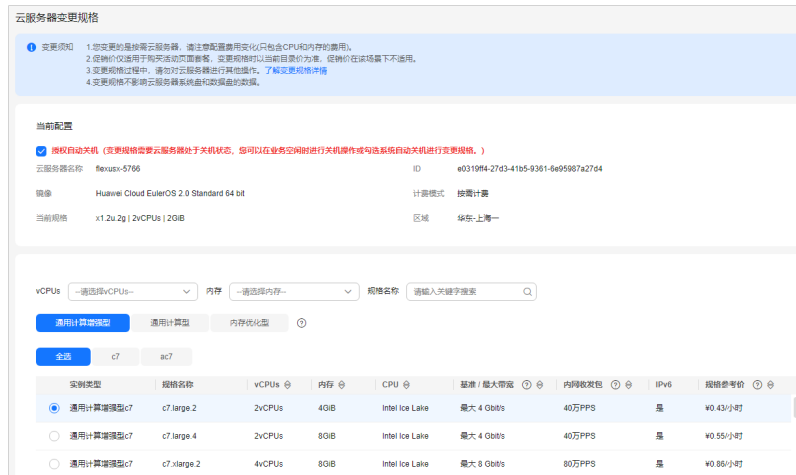 云服务器变更规格
变更须知 1.您变更的是按需云服务器，请注意配置费用变化(只包含CPU和内存的费用)。
2.促销价仅适用于购买活动页面套餐，变更规格时以当前目录价为准，促销价在该场景下不适用。
3.变更规格过程中，请勿对云服务器进行其他操作。了解变更规格详情
4.变更规格不影响云服务器系统盘和数据盘的数据。
当前配置
授权自动关机（变更规格需要云服务器处于关机状态，您可以在业务空闲时进行关机操作或勾选系统自动关机进行变更规格。）
云服务器名称 flexusx-5766 ID e0319ff4-27d3-41b5-9361-6e95987a27d4
镜像 Huawei Cloud EulerOS 2.0 Standard 64 bit 计费模式 按需计费
当前规格 x1.2u.2g | 2vCPUs | 2GiB 区域 华东-上海一
vCPUs --请选择vCPUs-- 内存 --请选择内存-- 规格名称 请输入关键字搜索
通用计算增强型 通用计算型 内存优化型
全选 c7 ac7
实例类型 规格名称 vCPUs 内存 CPU 基准 / 最大带宽 内网收发包 IPv6 规格参考价
通用计算增强型c7 c7.large.2 2vCPUs 4GiB Intel Ice Lake 最大 4 Gbit/s 40万PPS 是 ¥0.43/小时
通用计算增强型c7 c7.large.4 2vCPUs 8GiB Intel Ice Lake 最大 4 Gbit/s 40万PPS 是 ¥0.55/小时
通用计算增强型c7 c7.xlarge.2 4vCPUs 8GiB Intel Ice Lake 最大 8 Gbit/s 80万PPS 是 ¥0.86/小时